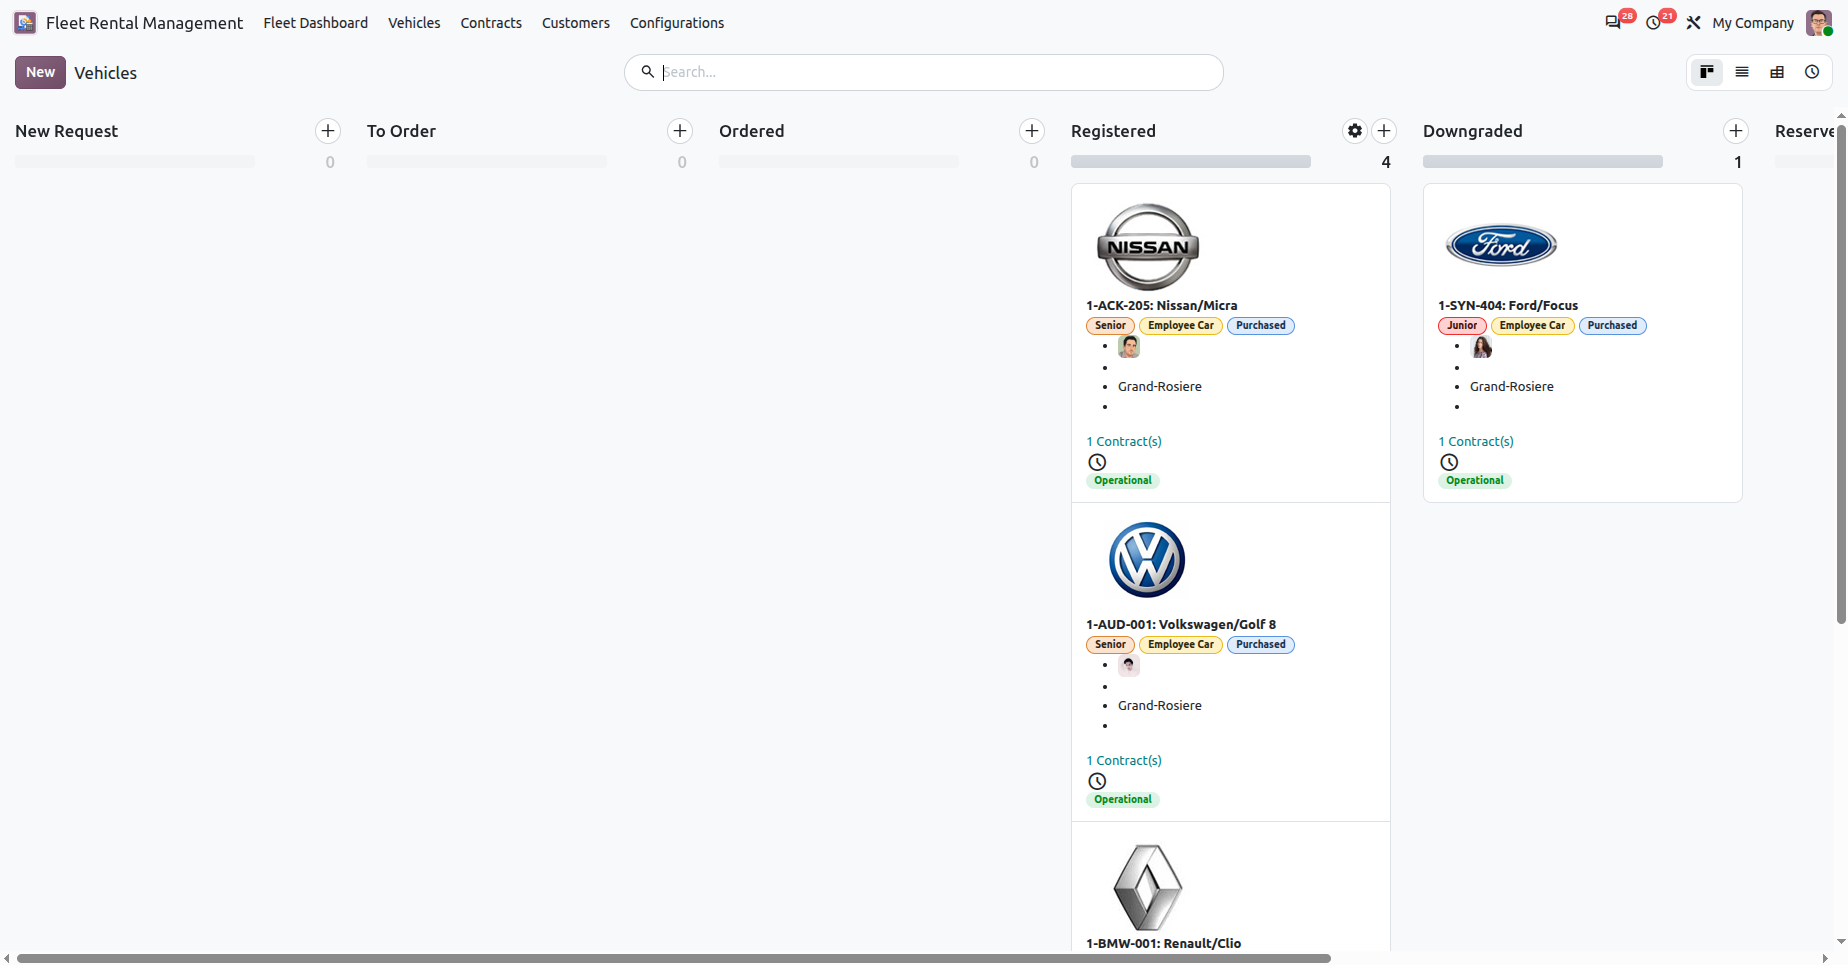 Fleet Rental Management Fleet Dashboard Vehicles Contracts Customers Configurations 28 21 My Company
New Vehicles Search...
New Request To Order Ordered Registered Downgraded Reserve
0 0 0 4 1
NISSAN
1-ACK-205: Nissan/Micra
Senior Employee Car Purchased
Grand-Rosiere
1 Contract(s)
Operational
VW
1-AUD-001: Volkswagen/Golf 8
Senior Employee Car Purchased
Grand-Rosiere
1 Contract(s)
Operational
1-BMW-001: Renault/Clio
Ford
1-SYN-404: Ford/Focus
Junior Employee Car Purchased
Grand-Rosiere
1 Contract(s)
Operational